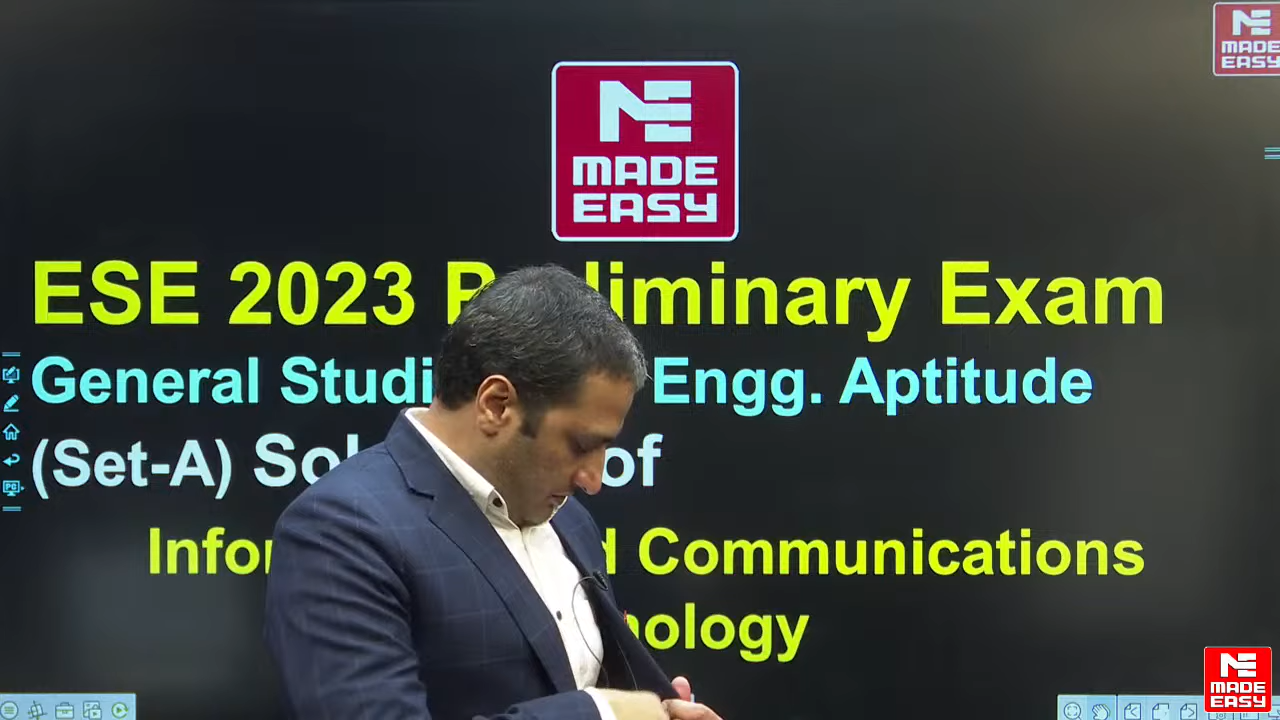 MADE
EASY
MADE
EASY
ESE 2023 P liminary Exam
General Studi Engg. Aptitude
(Set-A) Sol of
Infor d Communications
nology
MADE
EASY